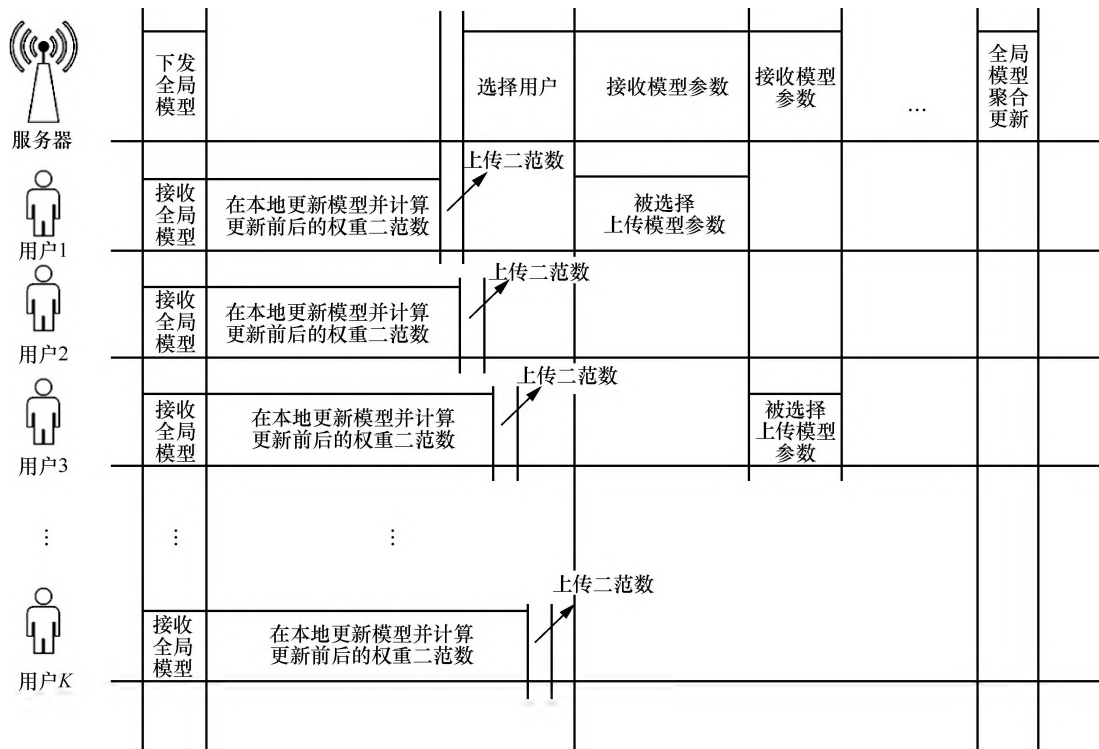 下发
全局
模型
选择用户
接收模型参数
接收模型
参数
…
全局
模型
聚合
更新
服务器
上传二范数
接收
全局
模型
在本地更新模型并计算
更新前后的权重二范数
被选择
上传模型参数
用户1
上传二范数
接收
全局
模型
在本地更新模型并计算
更新前后的权重二范数
用户2
上传二范数
接收
全局
模型
在本地更新模型并计算
更新前后的权重二范数
被选择
上传模型
参数
用户3
⋮
⋮
⋮
上传二范数
接收
全局
模型
在本地更新模型并计算
更新前后的权重二范数
用户K